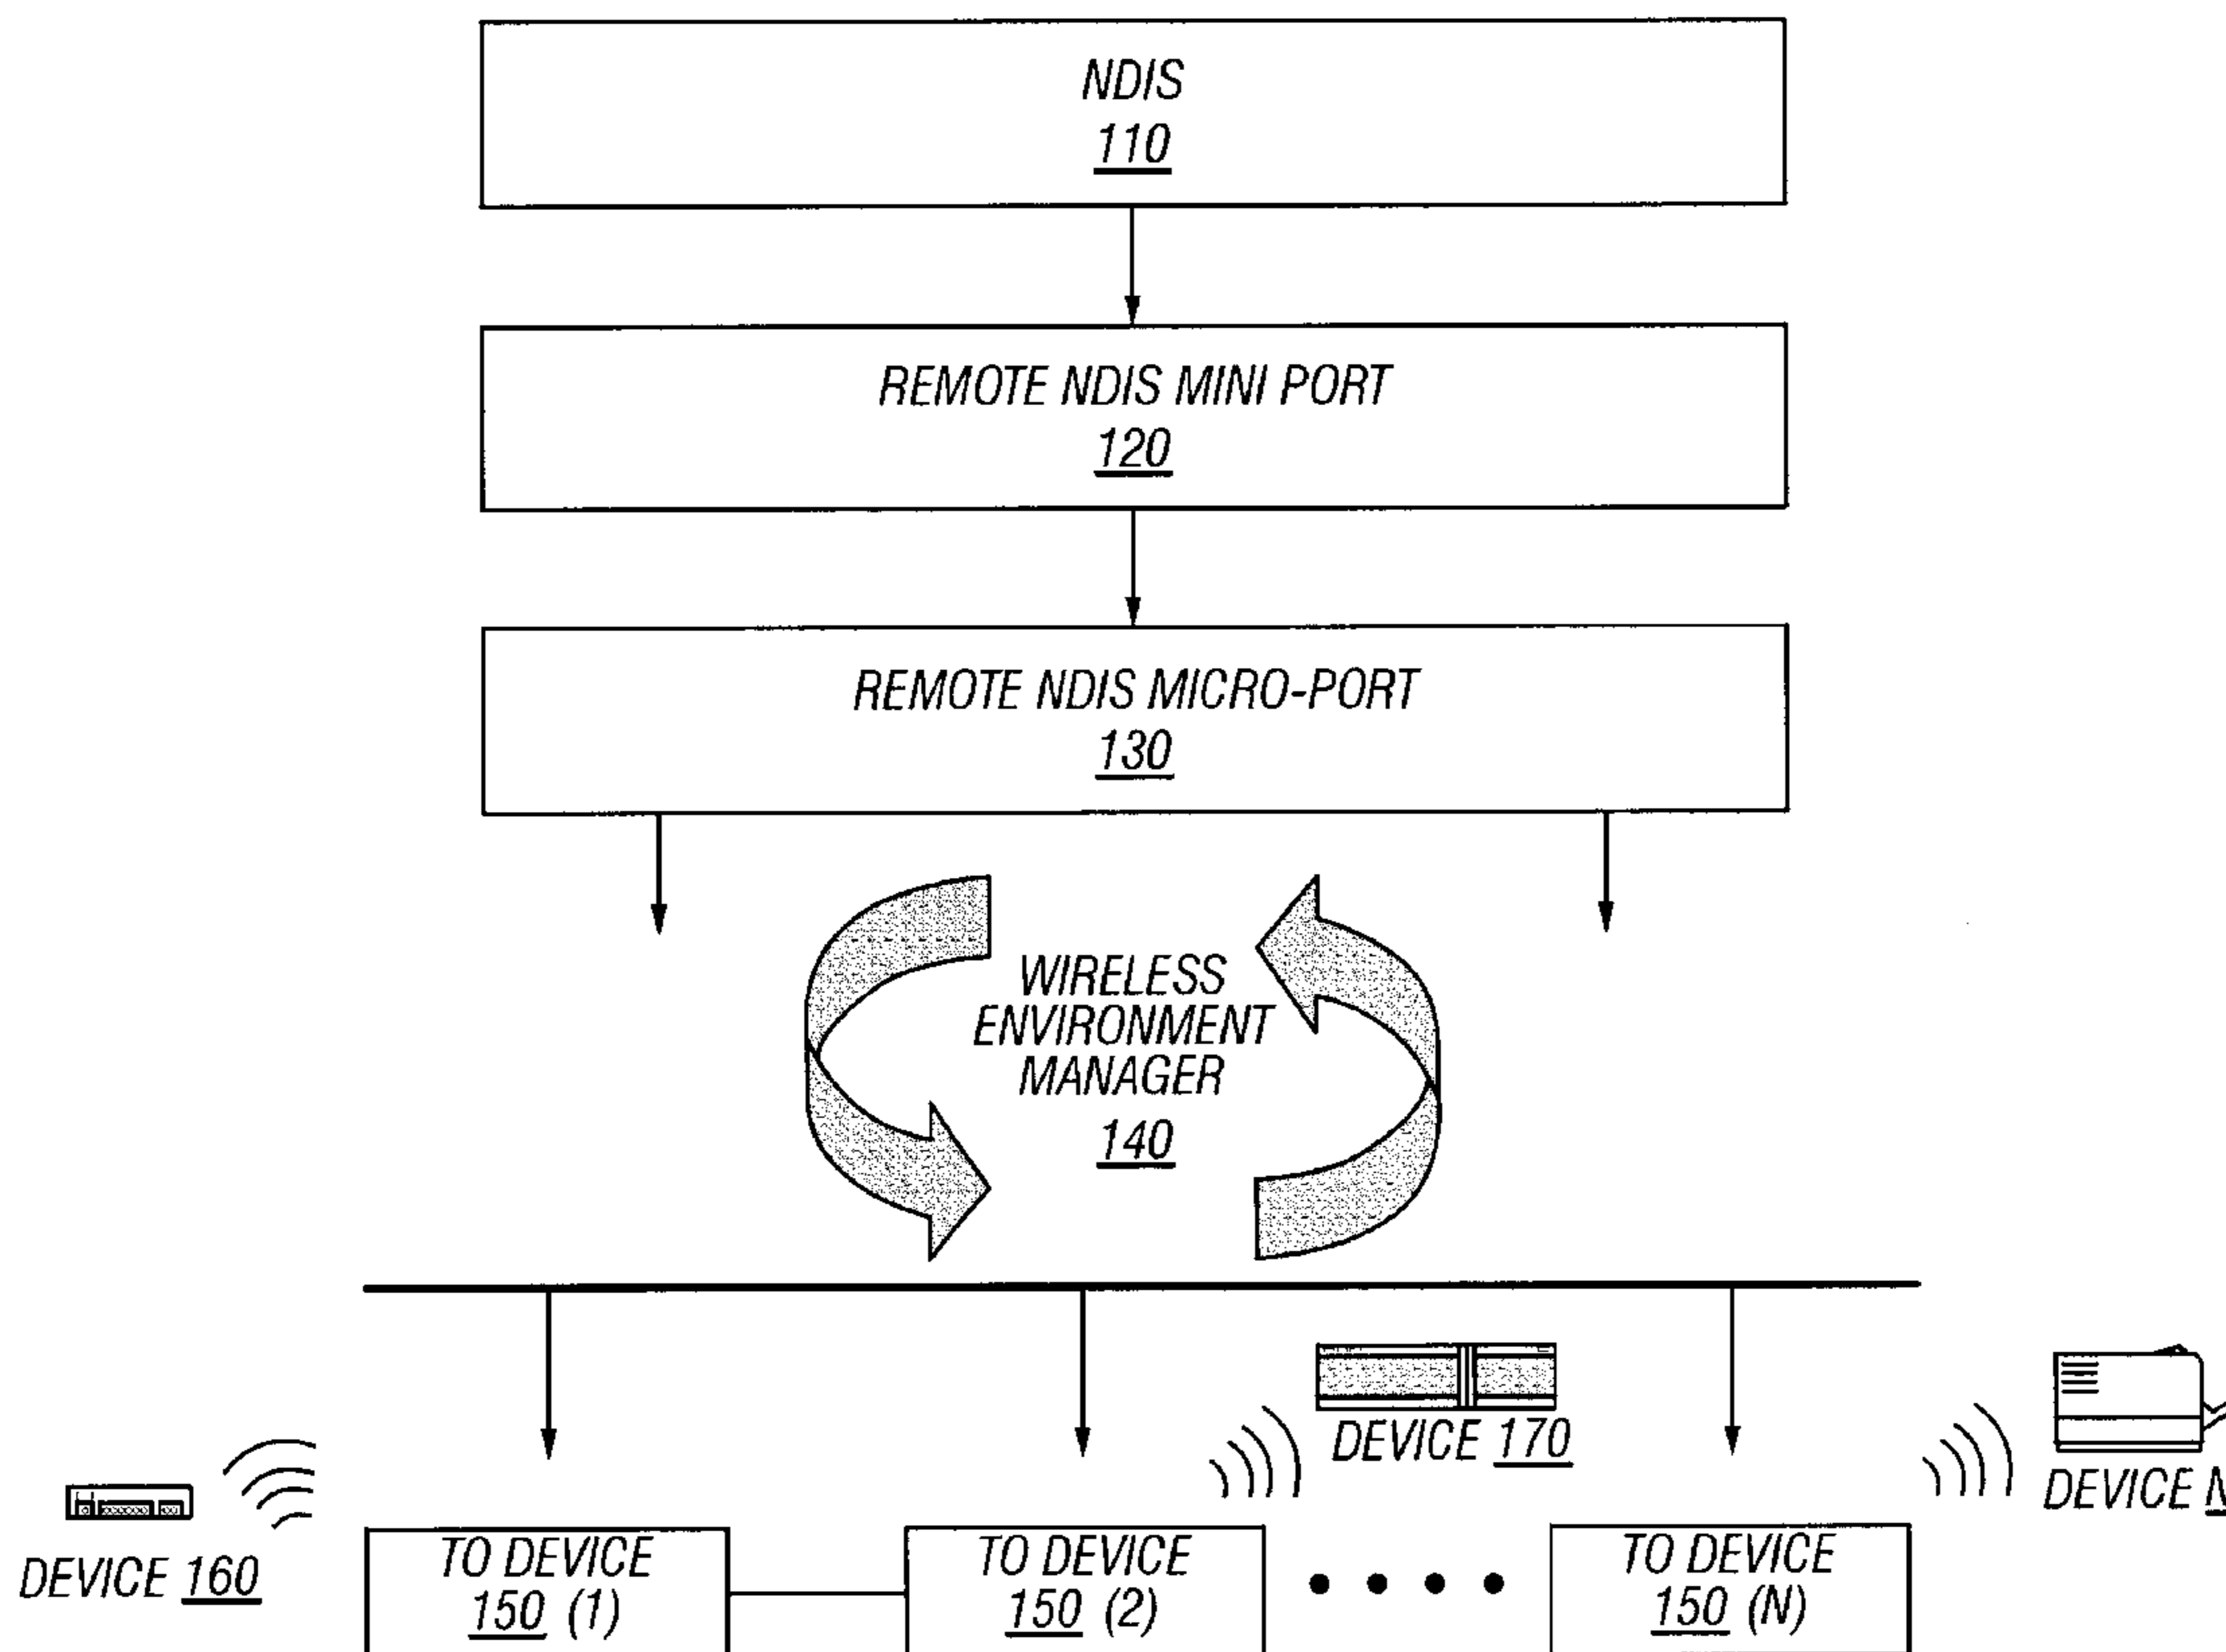 NDIS
110
REMOTE NDIS MINI PORT
120
REMOTE NDIS MICRO-PORT
130
WIRELESS
ENVIRONMENT
MANAGER
140
DEVICE 170
DEVICE N
DEVICE 160
TO DEVICE
150 (1)
TO DEVICE
150 (2)
TO DEVICE
150 (N)